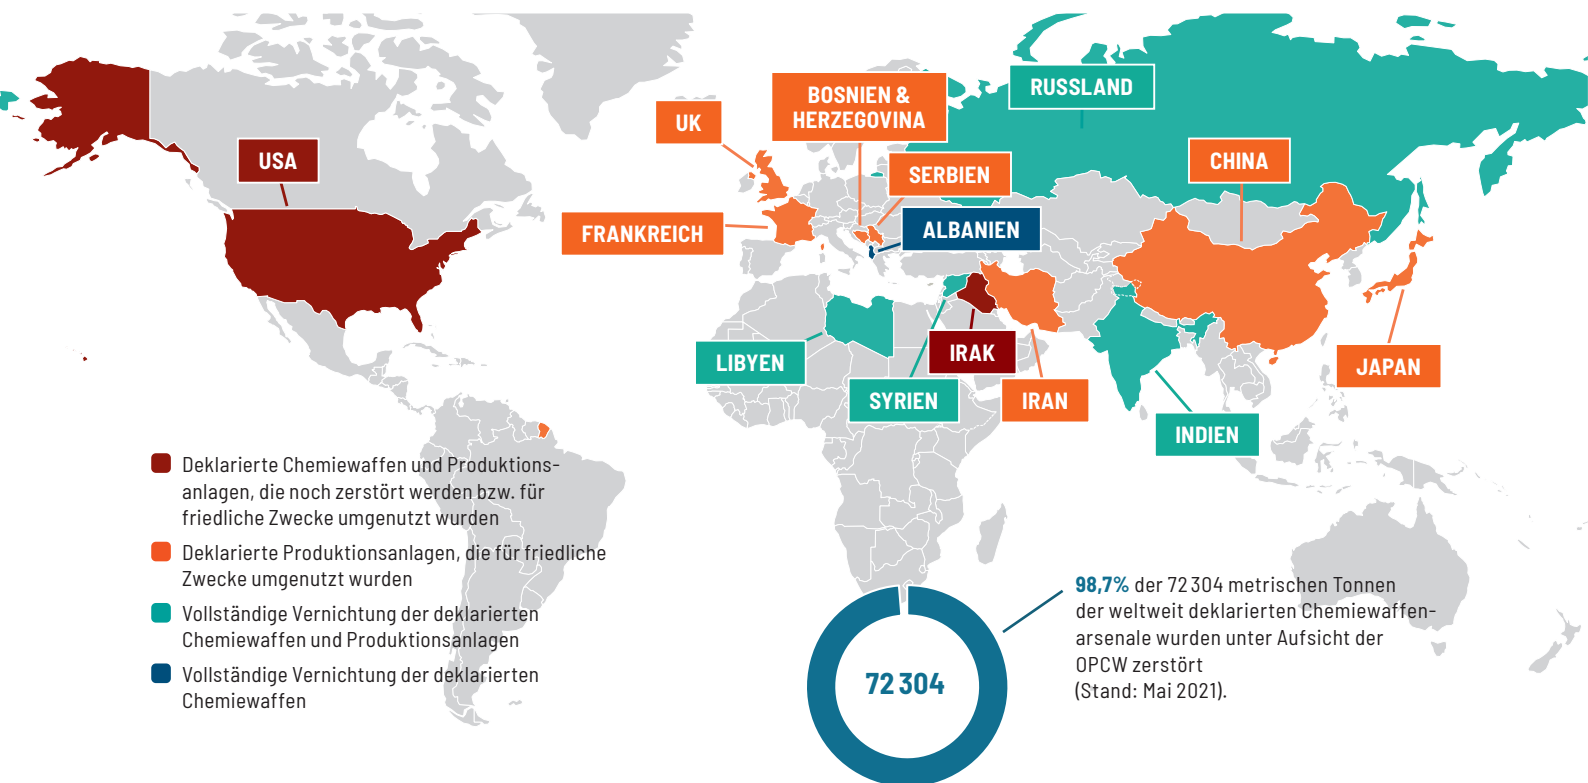 RUSSLAND
BOSNIEN &
HERZEGOVINA
UK
USA
CHINA
SERBIEN
FRANKREICH
ALBANIEN
LIBYEN
IRAK
JAPAN
SYRIEN
IRAN
INDIEN
Deklarierte Chemiewaffen und Produktions-
anlagen, die noch zerstört werden bzw. für
friedliche Zwecke umgenutzt wurden
Deklarierte Produktionsanlagen, die für friedliche
Zwecke umgenutzt wurden
Vollständige Vernichtung der deklarierten
Chemiewaffen und Produktionsanlagen
Vollständige Vernichtung der deklarierten
Chemiewaffen
72 304
98,7% der 72 304 metrischen Tonnen
der weltweit deklarierten Chemiewaffen-
arsenale wurden unter Aufsicht der
OPCW zerstört
(Stand: Mai 2021).